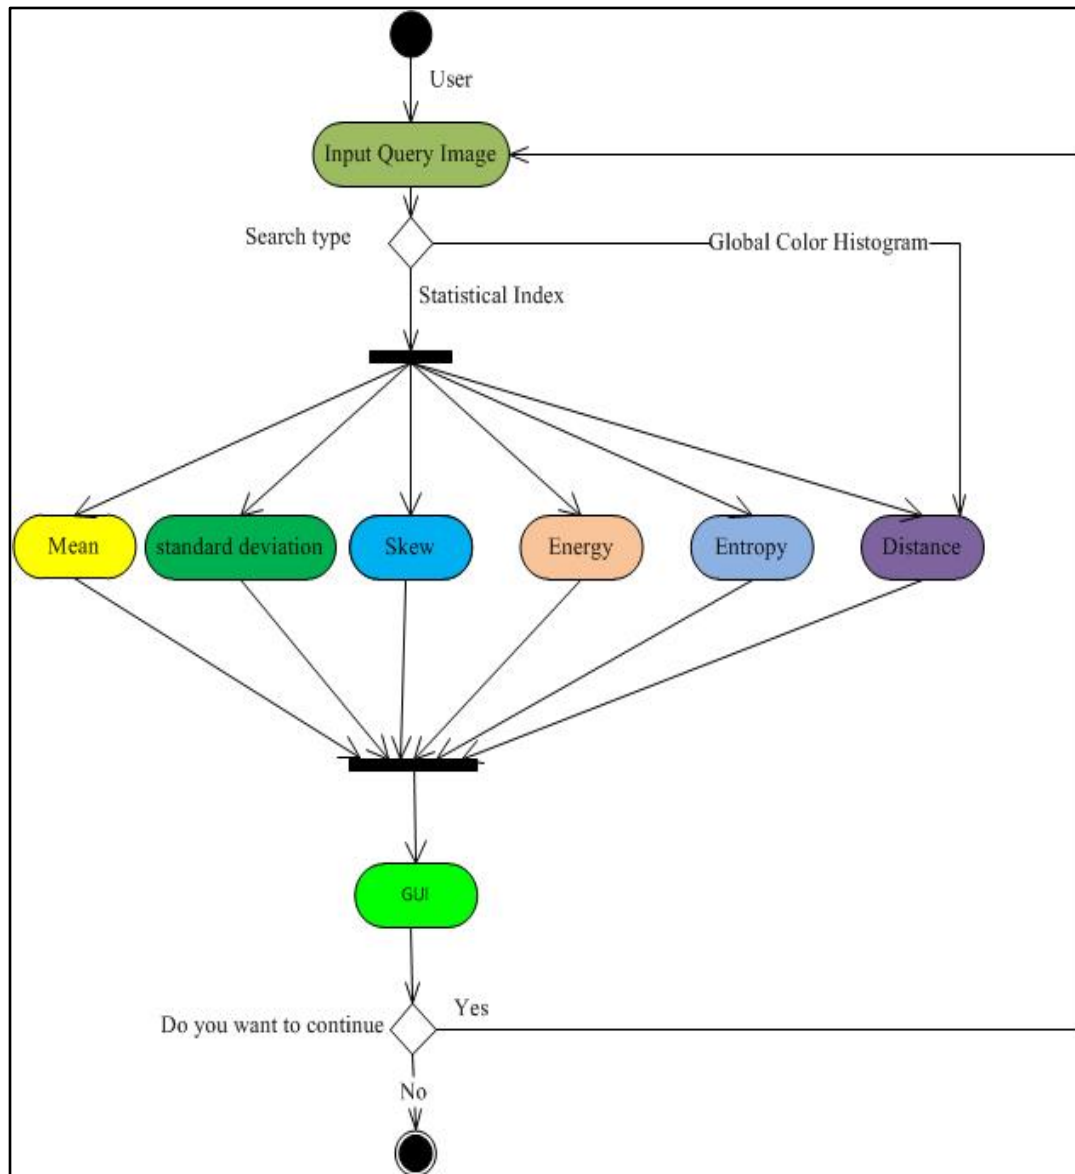 User
Input Query Image
Search type
Global Color Histogram
Statistical Index
Mean
standard deviation
Skew
Energy
Entropy
Distance
GUI
Yes
Do you want to continue
No